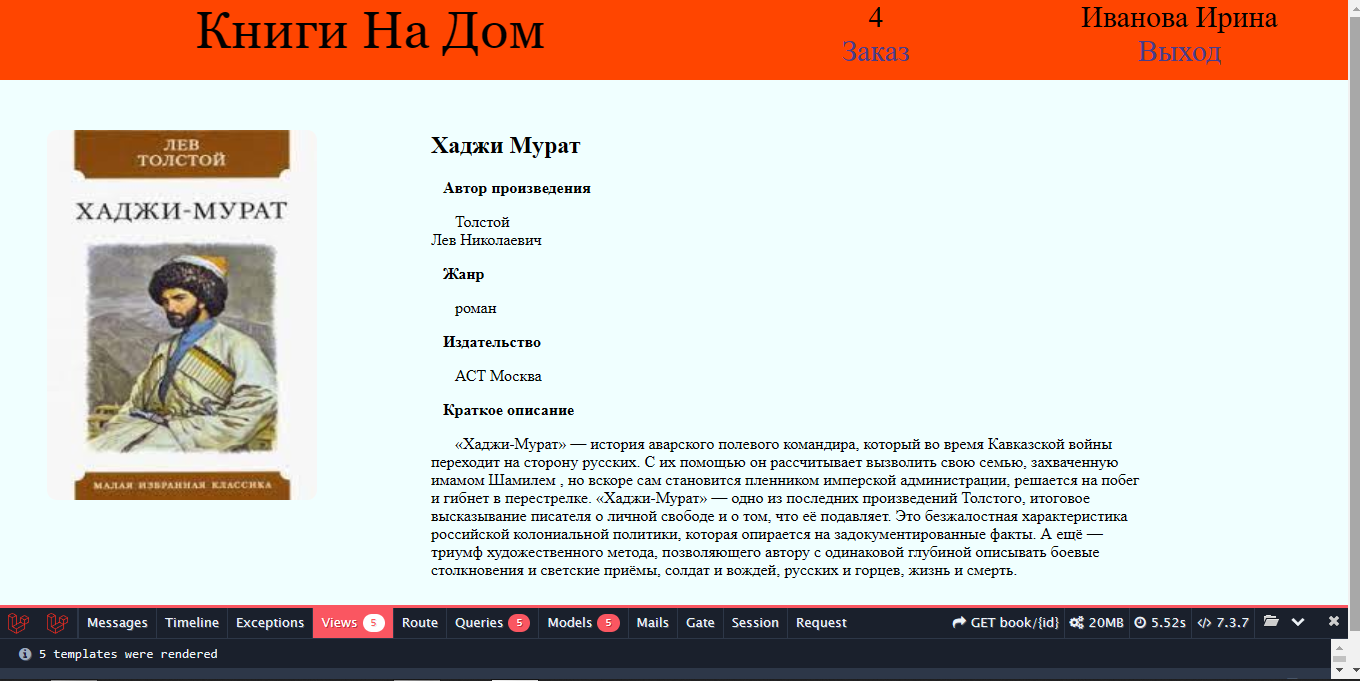 Книги На Дом
4
Заказ
Иванова Ирина
Выход
ЛЕВ
ТОЛСТОЙ
ХАДЖИ-МУРАТ
МАЛАЯ ИЗБРАННАЯ КЛАССИКА
Хаджи Мурат
Автор произведения
Толстой
Лев Николаевич
Жанр
роман
Издательство
АСТ Москва
Краткое описание
«Хаджи-Мурат» — история аварского полевого командира, который во время Кавказской войны
переходит на сторону русских. С их помощью он рассчитывает вызволить свою семью, захваченную
имамом Шамилем , но вскоре сам становится пленником имперской администрации, решается на побег
и гибнет в перестрелке. «Хаджи-Мурат» — одно из последних произведений Толстого, итоговое
высказывание писателя о личной свободе и о том, что её подавляет. Это безжалостная характеристика
российской колониальной политики, которая опирается на задокументированные факты. А ещё —
триумф художественного метода, позволяющего автору с одинаковой глубиной описывать боевые
столкновения и светские приёмы, солдат и вождей, русских и горцев, жизнь и смерть.
Messages Timeline Exceptions Views 5 Route Queries 5 Models 5 Mails Gate Session Request GET book/{id} 20MB 5.52s 7.3.7
5 templates were rendered